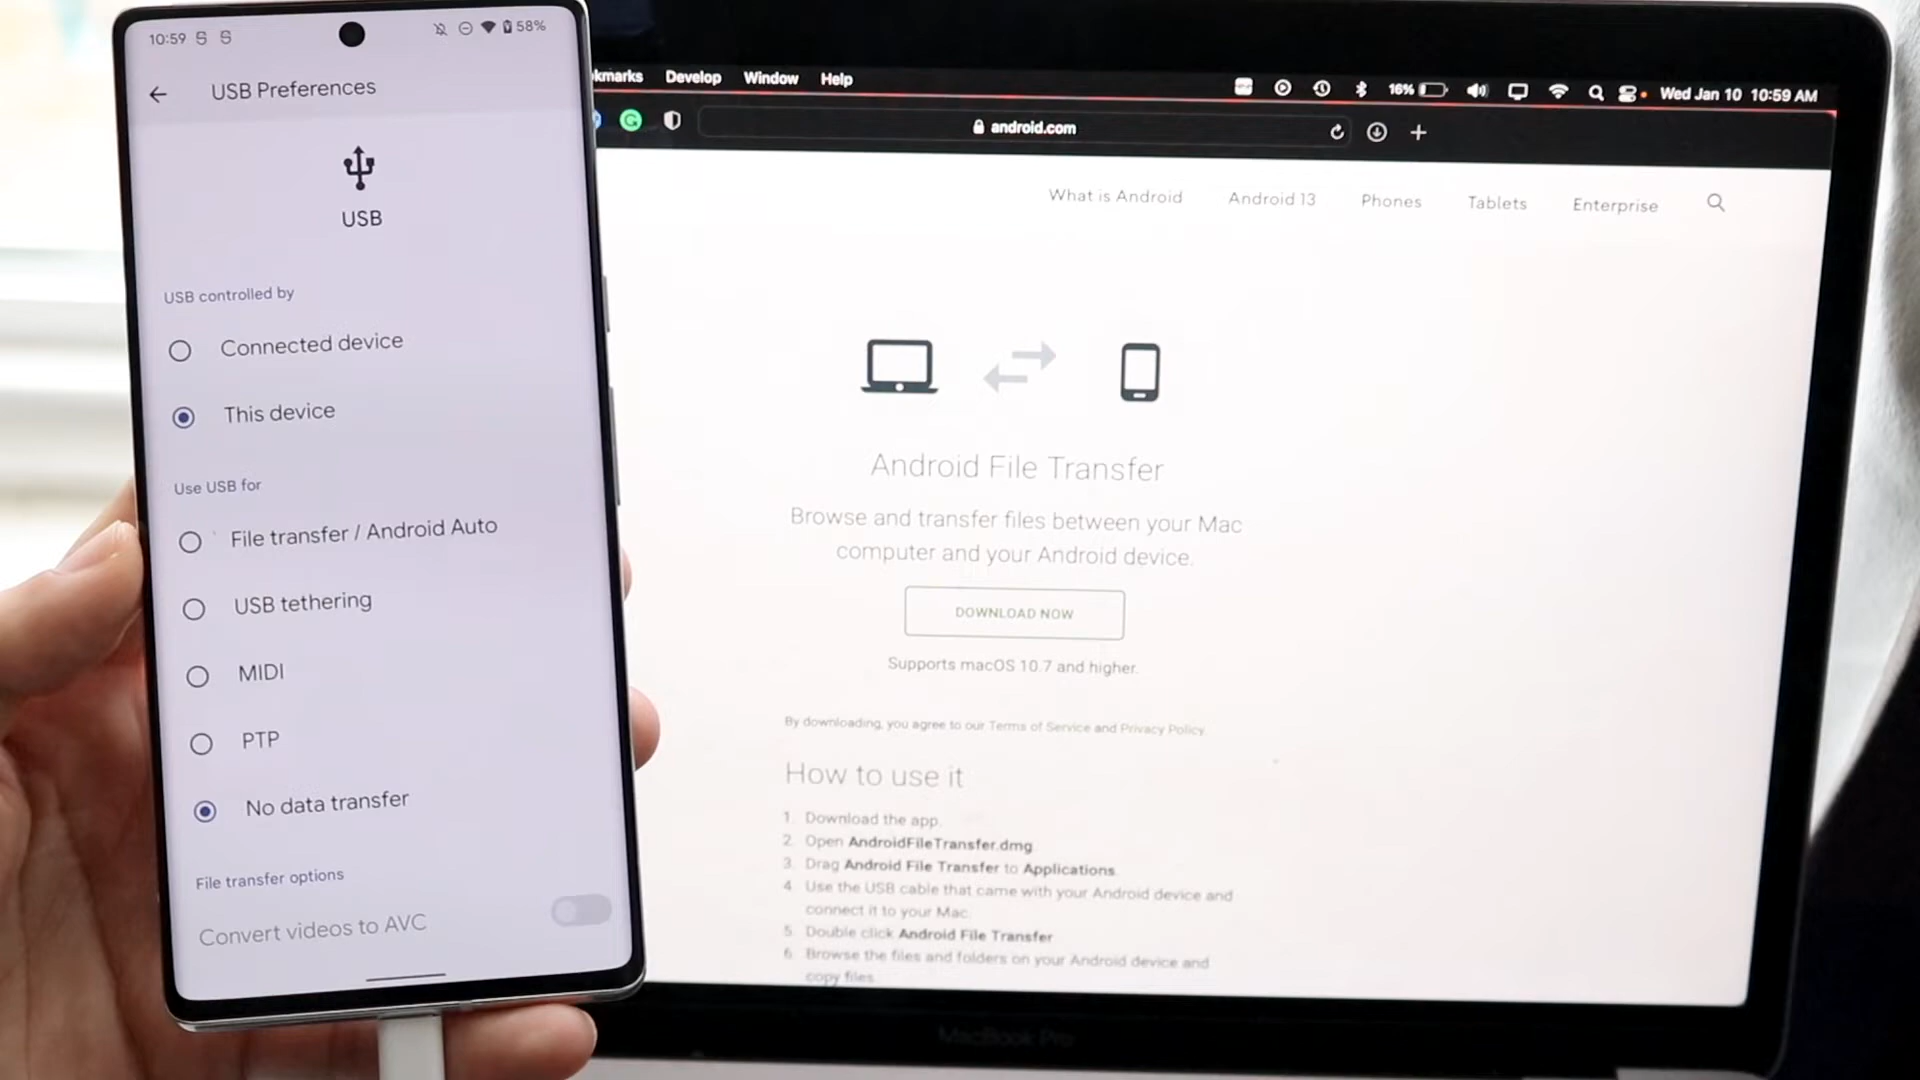 10:59 58%
USB Preferences
USB
USB controlled by
Connected device
This device
Use USB for
File transfer / Android Auto
USB tethering
MIDI
PTP
No data transfer
File transfer options
Convert videos to AVC
kmarks Develop Window Help
16% Wed Jan 10 10:59 AM
android.com
What is Android Android 13 Phones Tablets Enterprise
Android File Transfer
Browse and transfer files between your Mac
computer and your Android device.
DOWNLOAD NOW
Supports macOS 10.7 and higher.
By downloading, you agree to our Terms of Service and Privacy Policy.
How to use it
1. Download the app.
2. Open AndroidFileTransfer.dmg
3. Drag Android File Transfer to Applications.
4. Use the USB cable that came with your Android device and
connect it to your Mac.
5. Double click Android File Transfer
6. Browse the files and folders on your Android device and
copy files
MacBook Pro